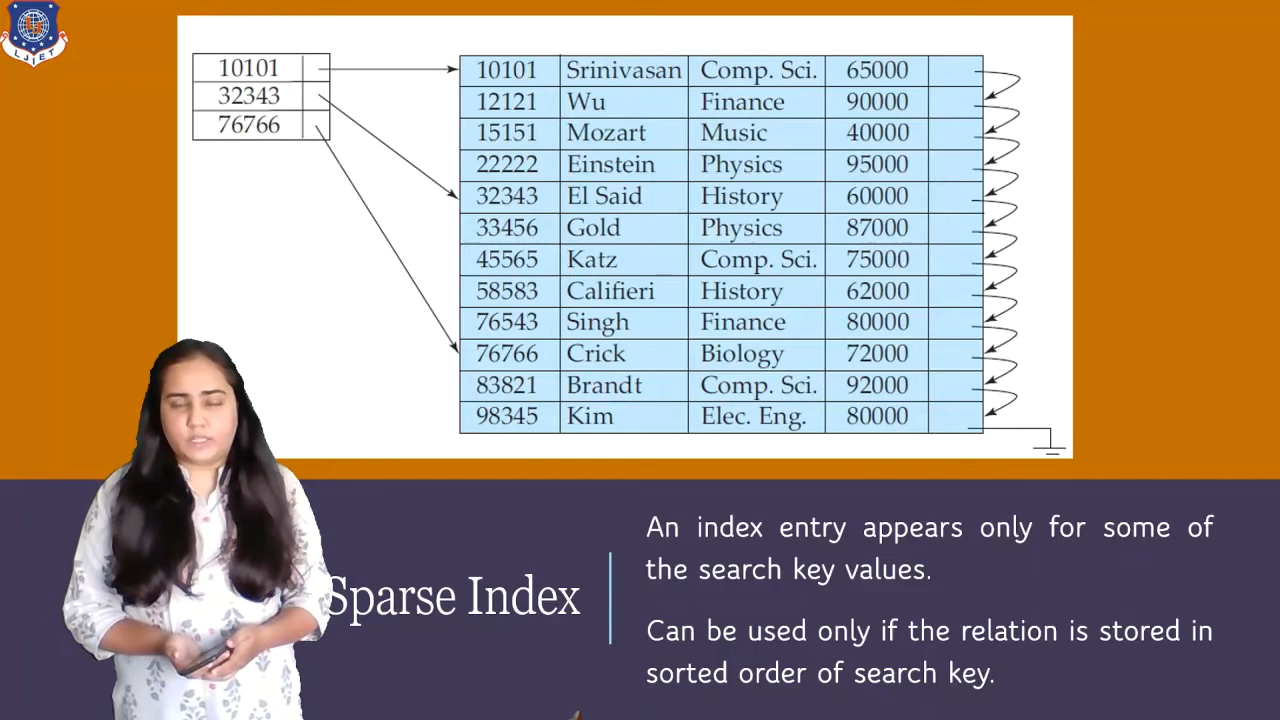 LJIET
10101
32343
76766
10101 Srinivasan Comp. Sci. 65000
12121 Wu Finance 90000
15151 Mozart Music 40000
22222 Einstein Physics 95000
32343 El Said History 60000
33456 Gold Physics 87000
45565 Katz Comp. Sci. 75000
58583 Califieri History 62000
76543 Singh Finance 80000
76766 Crick Biology 72000
83821 Brandt Comp. Sci. 92000
98345 Kim Elec. Eng. 80000
Sparse Index
An index entry appears only for some of
the search key values.
Can be used only if the relation is stored in
sorted order of search key.